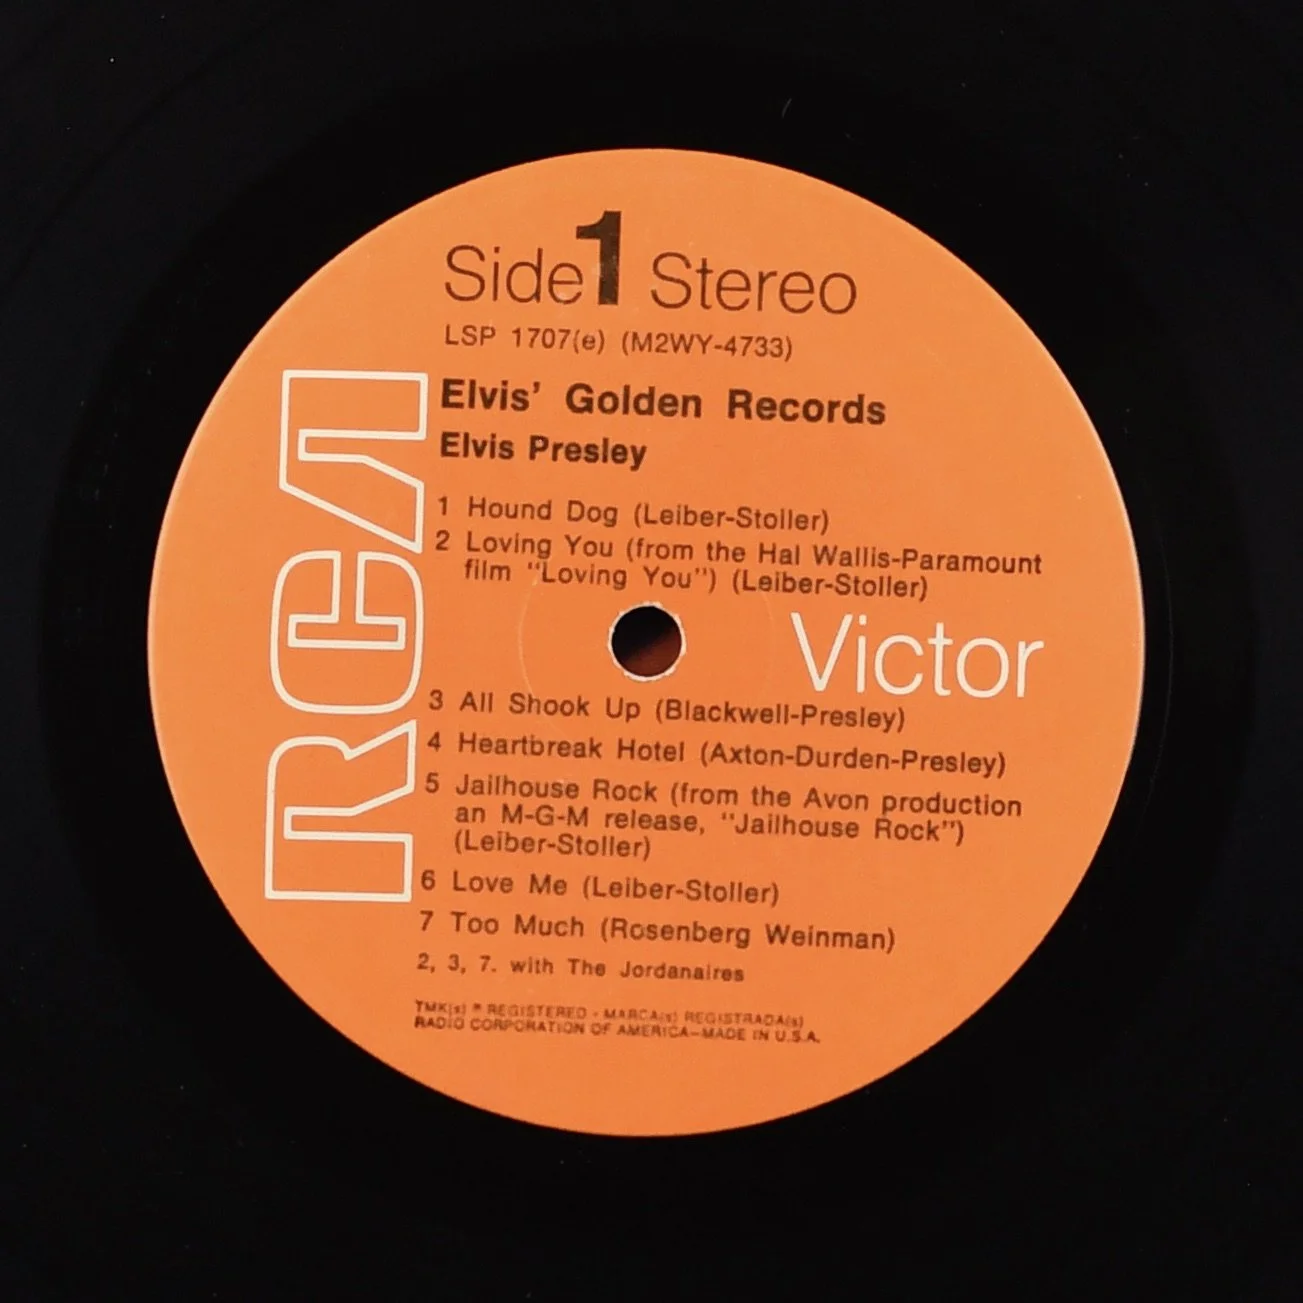 Side 1 Stereo
LSP 1707(e) (M2WY-4733)
Elvis' Golden Records
Elvis Presley
1 Hound Dog (Leiber-Stoller)
2 Loving You (from the Hal Wallis-Paramount
film "Loving You") (Leiber-Stoller)
RCA
Victor
3 All Shook Up (Blackwell-Presley)
4 Heartbreak Hotel (Axton-Durden-Presley)
5 Jailhouse Rock (from the Avon production
an M-G-M release, "Jailhouse Rock")
(Leiber-Stoller)
6 Love Me (Leiber-Stoller)
7 Too Much (Rosenberg Weinman)
2, 3, 7. with The Jordanaires
TMK(s) ® REGISTERED • MARCA(s) REGISTRADA(s)
RADIO CORPORATION OF AMERICA—MADE IN U.S.A.